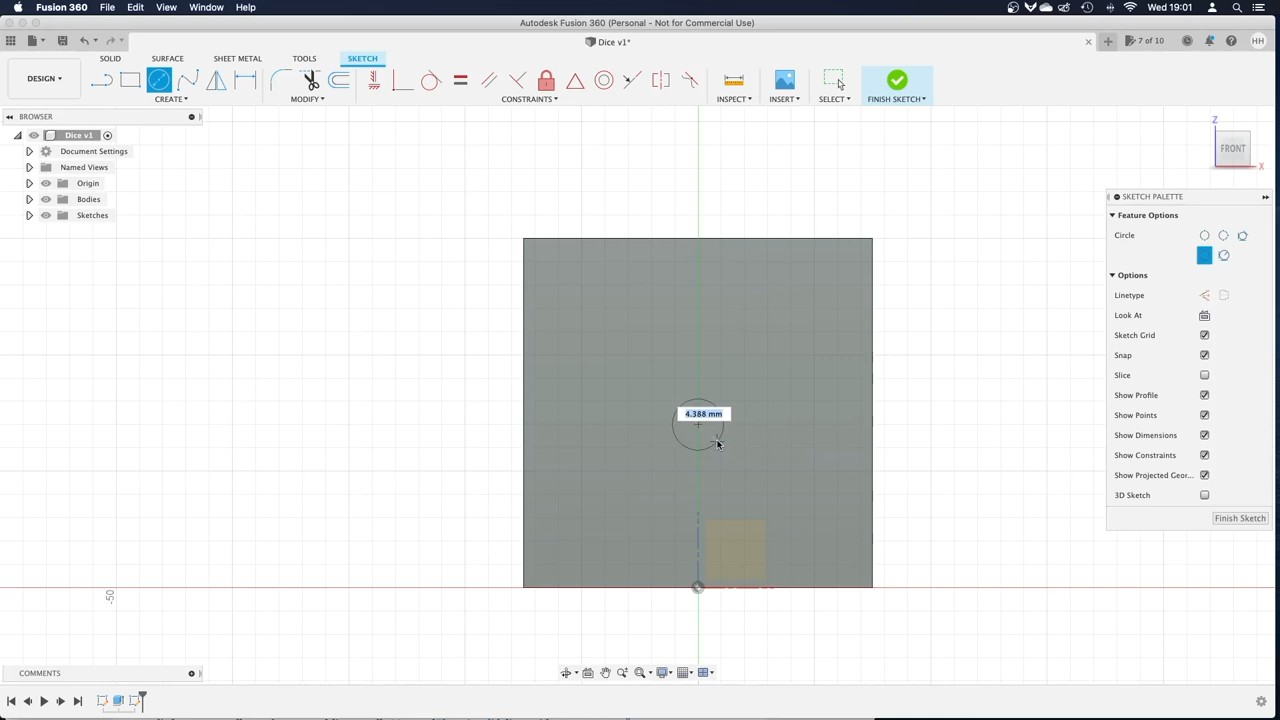 Fusion 360 File Edit View Window Help
Wed 19:01
Autodesk Fusion 360 (Personal - Not for Commercial Use)
Dice v1*
7 of 10
HH
SOLID SURFACE SHEET METAL TOOLS SKETCH
DESIGN
CREATE MODIFY CONSTRAINTS INSPECT INSERT SELECT FINISH SKETCH
BROWSER
Dice v1
Document Settings
Named Views
Origin
Bodies
Sketches
Z
FRONT
X
SKETCH PALETTE
Feature Options
Circle
Options
Linetype
Look At
Sketch Grid
Snap
Slice
Show Profile
Show Points
Show Dimensions
Show Constraints
Show Projected Geor...
3D Sketch
Finish Sketch
4.388 mm
-50
COMMENTS